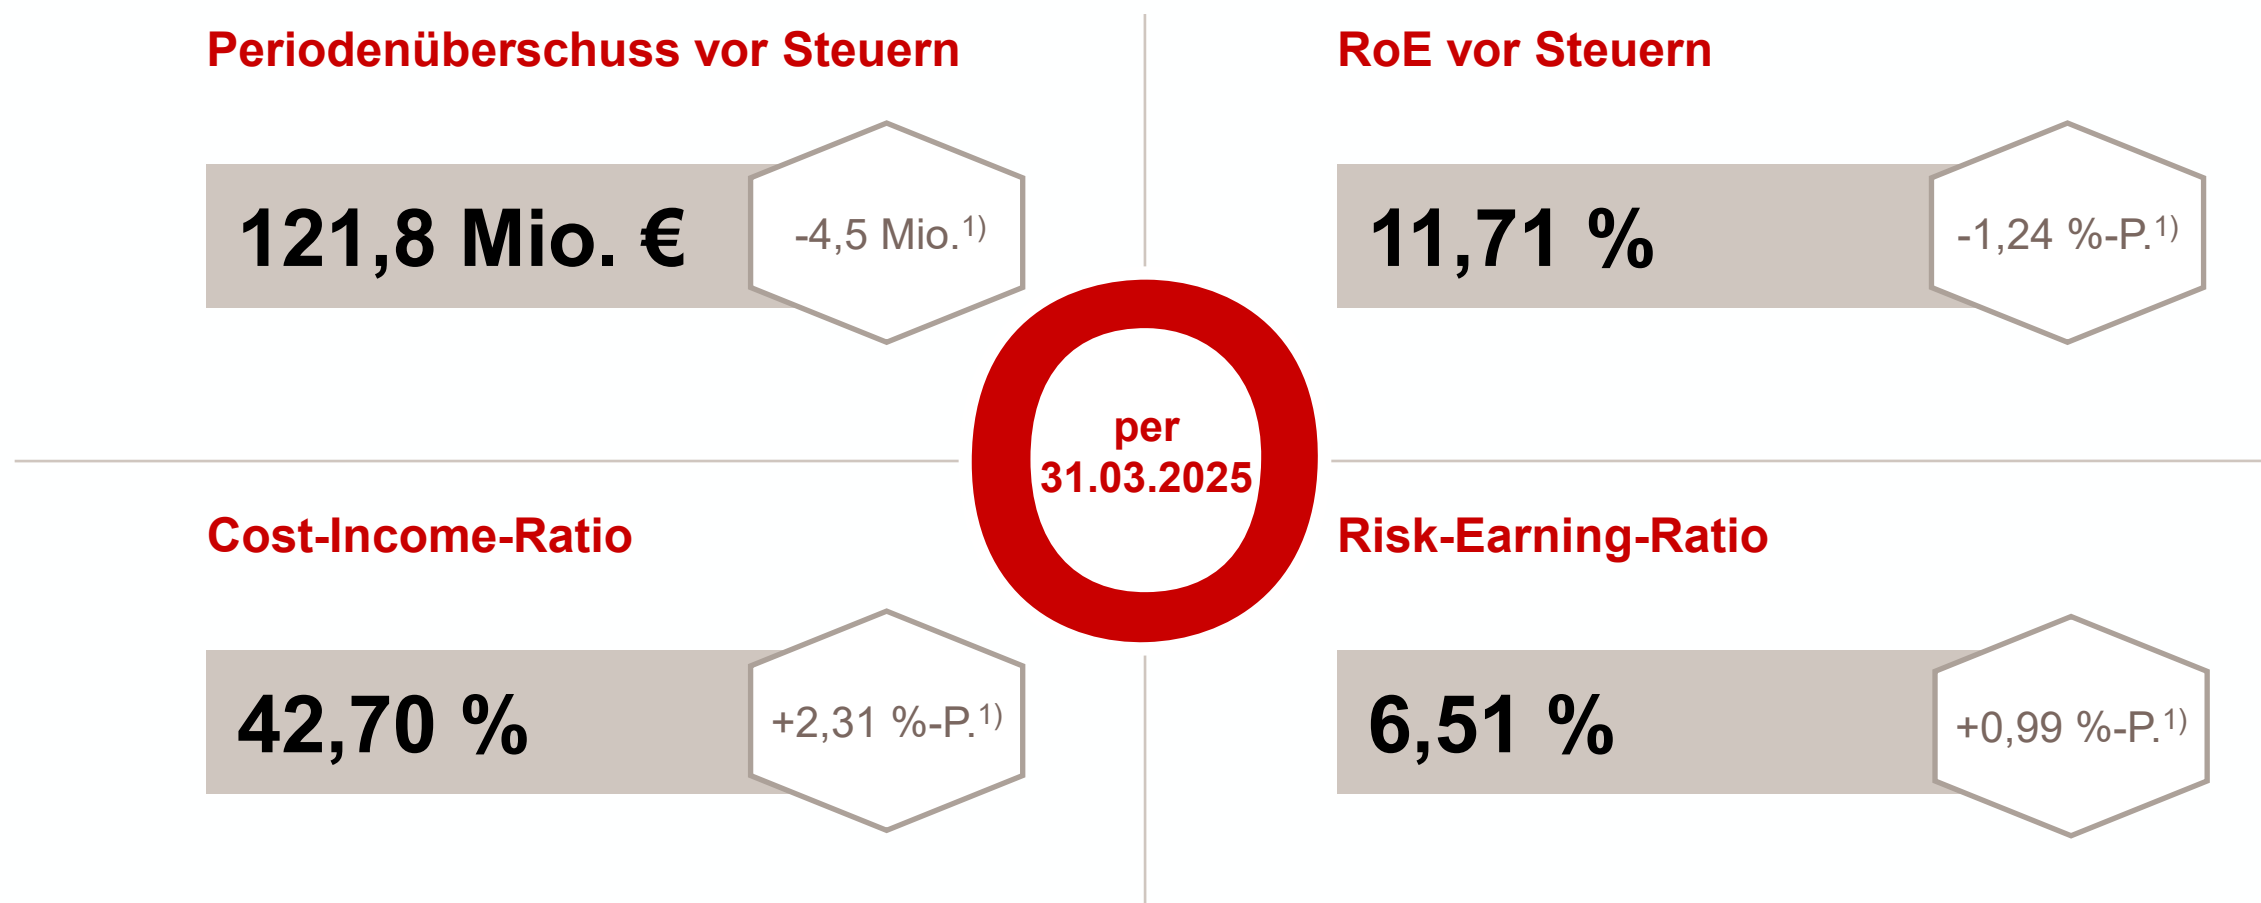 Periodenüberschuss vor Steuern
121,8 Mio. €
-4,5 Mio.1)
RoE vor Steuern
11,71 %
-1,24 %-P.1)
per
31.03.2025
Cost-Income-Ratio
42,70 %
+2,31 %-P.1)
Risk-Earning-Ratio
6,51 %
+0,99 %-P.1)